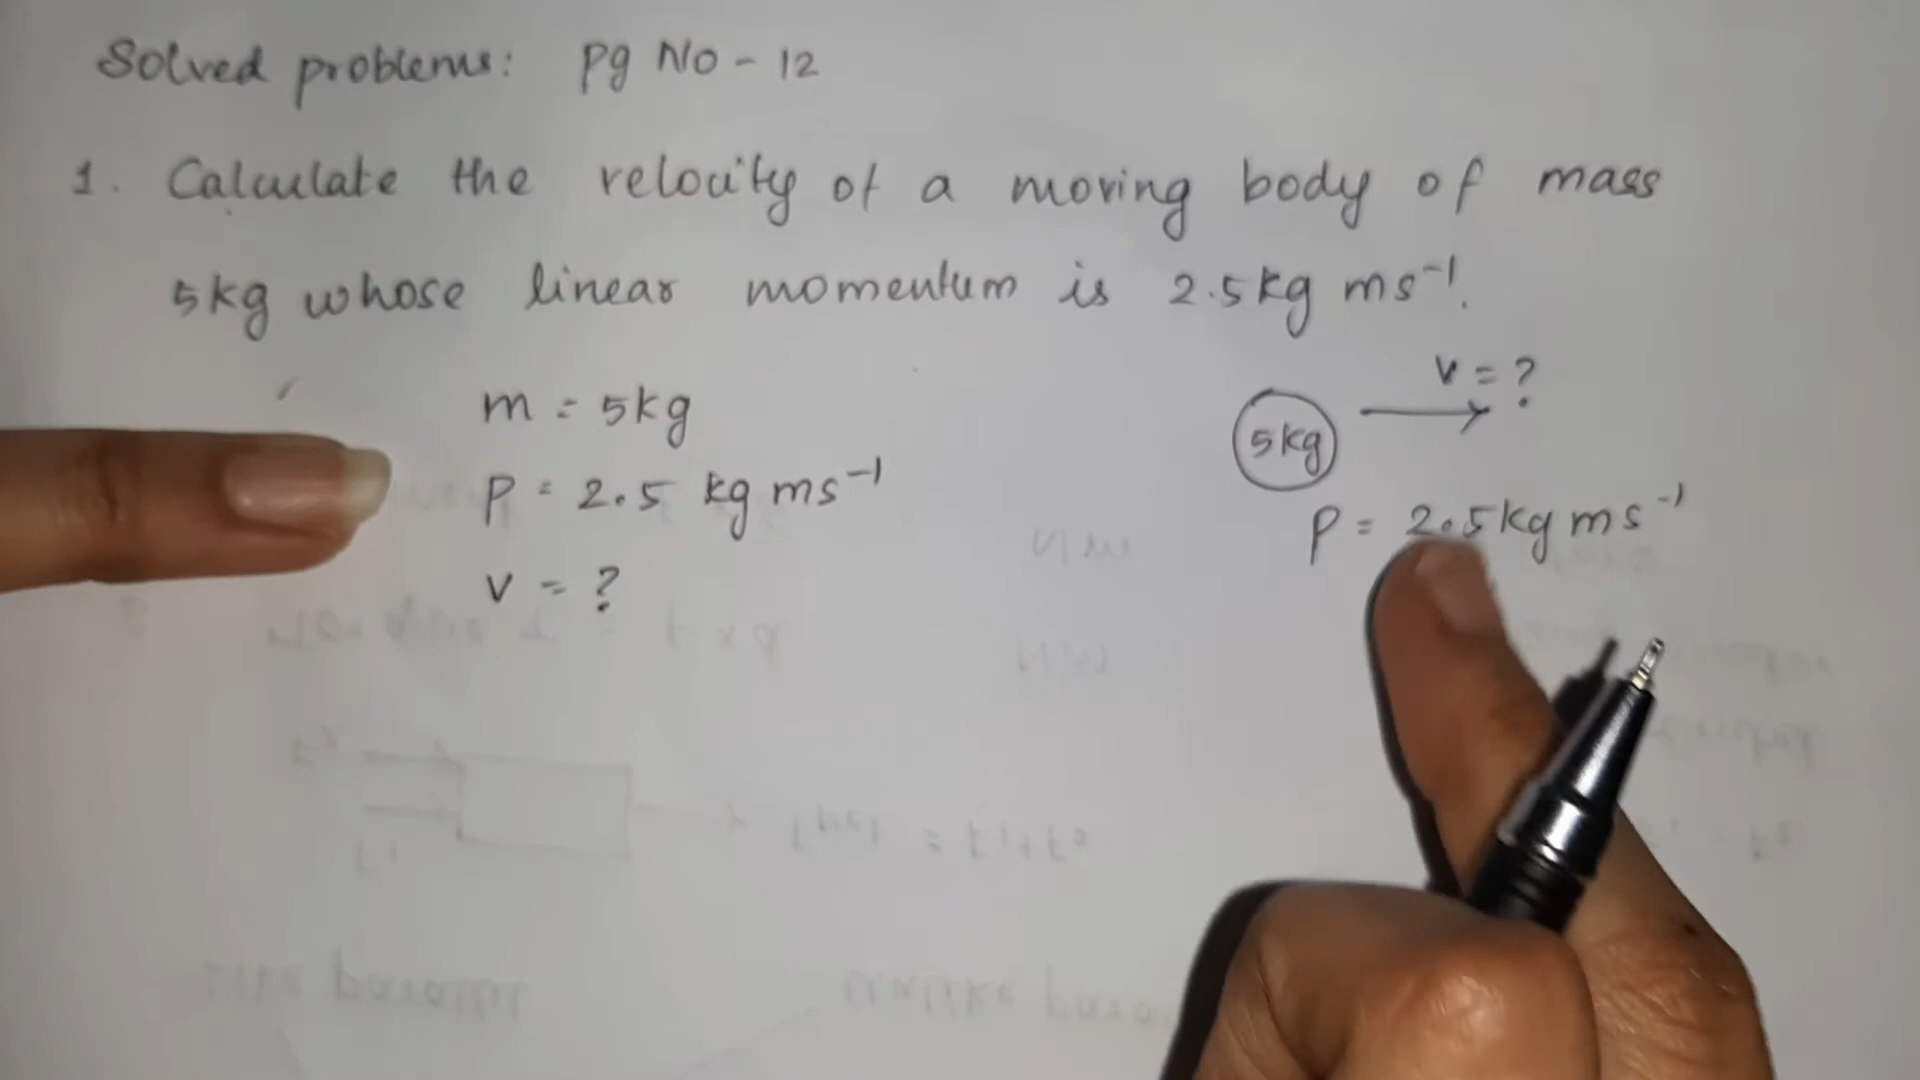 Solved problems: pg No - 12
1. Calculate the velocity of a moving body of mass
5kg whose linear momentum is 2.5kg ms⁻¹.
m = 5kg
p = 2.5 kg ms⁻¹
v = ?
v = ?
5kg
p = 2.5kg ms⁻¹